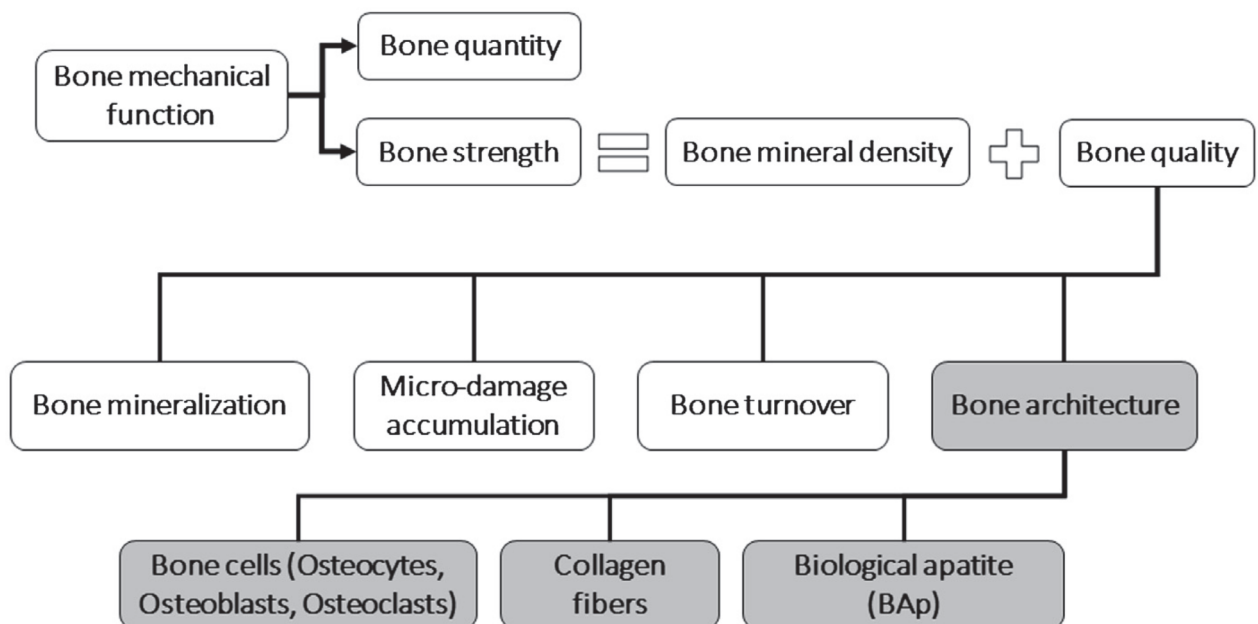 Bone quantity
Bone mechanical
function
Bone strength
Bone mineral density
Bone quality
Bone mineralization
Micro-damage
accumulation
Bone turnover
Bone architecture
Bone cells (Osteocytes,
Osteoblasts, Osteoclasts)
Collagen
fibers
Biological apatite
(BAp)